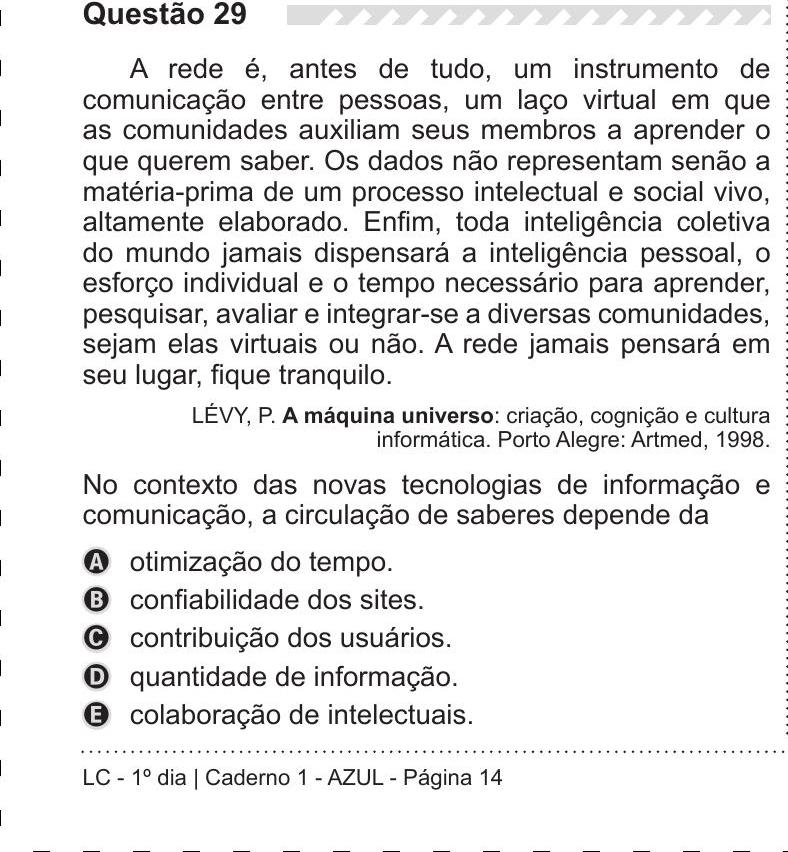 Questão 29
A rede é, antes de tudo, um instrumento de
comunicação entre pessoas, um laço virtual em que
as comunidades auxiliam seus membros a aprender o
que querem saber. Os dados não representam senão a
matéria-prima de um processo intelectual e social vivo,
altamente elaborado. Enfim, toda inteligência coletiva
do mundo jamais dispensará a inteligência pessoal, o
esforço individual e o tempo necessário para aprender,
pesquisar, avaliar e integrar-se a diversas comunidades,
sejam elas virtuais ou não. A rede jamais pensará em
seu lugar, fique tranquilo.
LÉVY, P. A máquina universo: criação, cognição e cultura
informática. Porto Alegre: Artmed, 1998.
No contexto das novas tecnologias de informação e
comunicação, a circulação de saberes depende da
A otimização do tempo.
B confiabilidade dos sites.
C contribuição dos usuários.
D quantidade de informação.
E colaboração de intelectuais.
LC - 1º dia | Caderno 1 - AZUL - Página 14